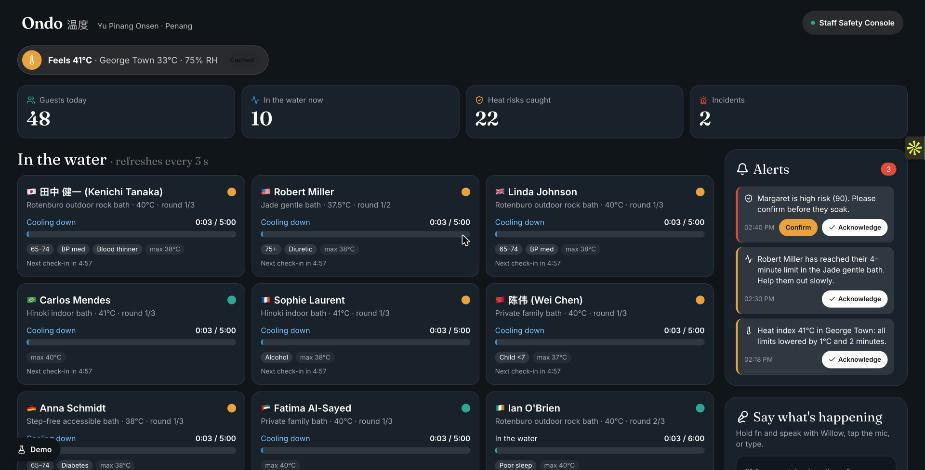 Ondo 温度 Yu Pinang Onsen · Penang
Staff Safety Console
Feels 41°C · George Town 33°C · 75% RH Cached
Guests today
48
In the water now
10
Heat risks caught
22
Incidents
2
In the water · refreshes every 3 s
田中 健一 (Kenichi Tanaka)
Rotenburo outdoor rock bath · 40°C · round 1/3
Cooling down 0:03 / 5:00
65-74 BP med Blood thinner max 38°C
Next check-in in 4:57
Robert Miller
Jade gentle bath · 37.5°C · round 1/2
Cooling down 0:03 / 5:00
75+ Diuretic max 38°C
Next check-in in 4:57
Linda Johnson
Rotenburo outdoor rock bath · 40°C · round 1/3
Cooling down 0:03 / 5:00
65-74 BP med max 38°C
Next check-in in 4:57
Carlos Mendes
Hinoki indoor bath · 41°C · round 1/3
Cooling down 0:03 / 5:00
max 40°C
Next check-in in 4:57
Sophie Laurent
Hinoki indoor bath · 41°C · round 1/3
Cooling down 0:03 / 5:00
Alcohol max 38°C
Next check-in in 4:57
陈伟 (Wei Chen)
Private family bath · 40°C · round 1/3
Cooling down 0:03 / 5:00
Child <7 max 37°C
Next check-in in 4:57
Anna Schmidt
Step-free accessible bath · 38°C · round 1/3
Cooling down 0:03 / 5:00
65-74 Diabetes max 38°C
Fatima Al-Sayed
Private family bath · 40°C · round 1/3
Cooling down 0:03 / 5:00
max 40°C
Ian O'Brien
Rotenburo outdoor rock bath · 40°C · round 2/3
In the water 0:03 / 6:00
Poor sleep max 40°C
Demo
Alerts 3
Margaret is high risk (90). Please
confirm before they soak.
02:40 PM Confirm Acknowledge
Robert Miller has reached their 4-
minute limit in the Jade gentle bath.
Help them out slowly.
02:30 PM Acknowledge
Heat index 41°C in George Town: all
limits lowered by 1°C and 2 minutes.
02:18 PM Acknowledge
Say what's happening
Hold fn and speak with Willow, tap the mic,
or type.